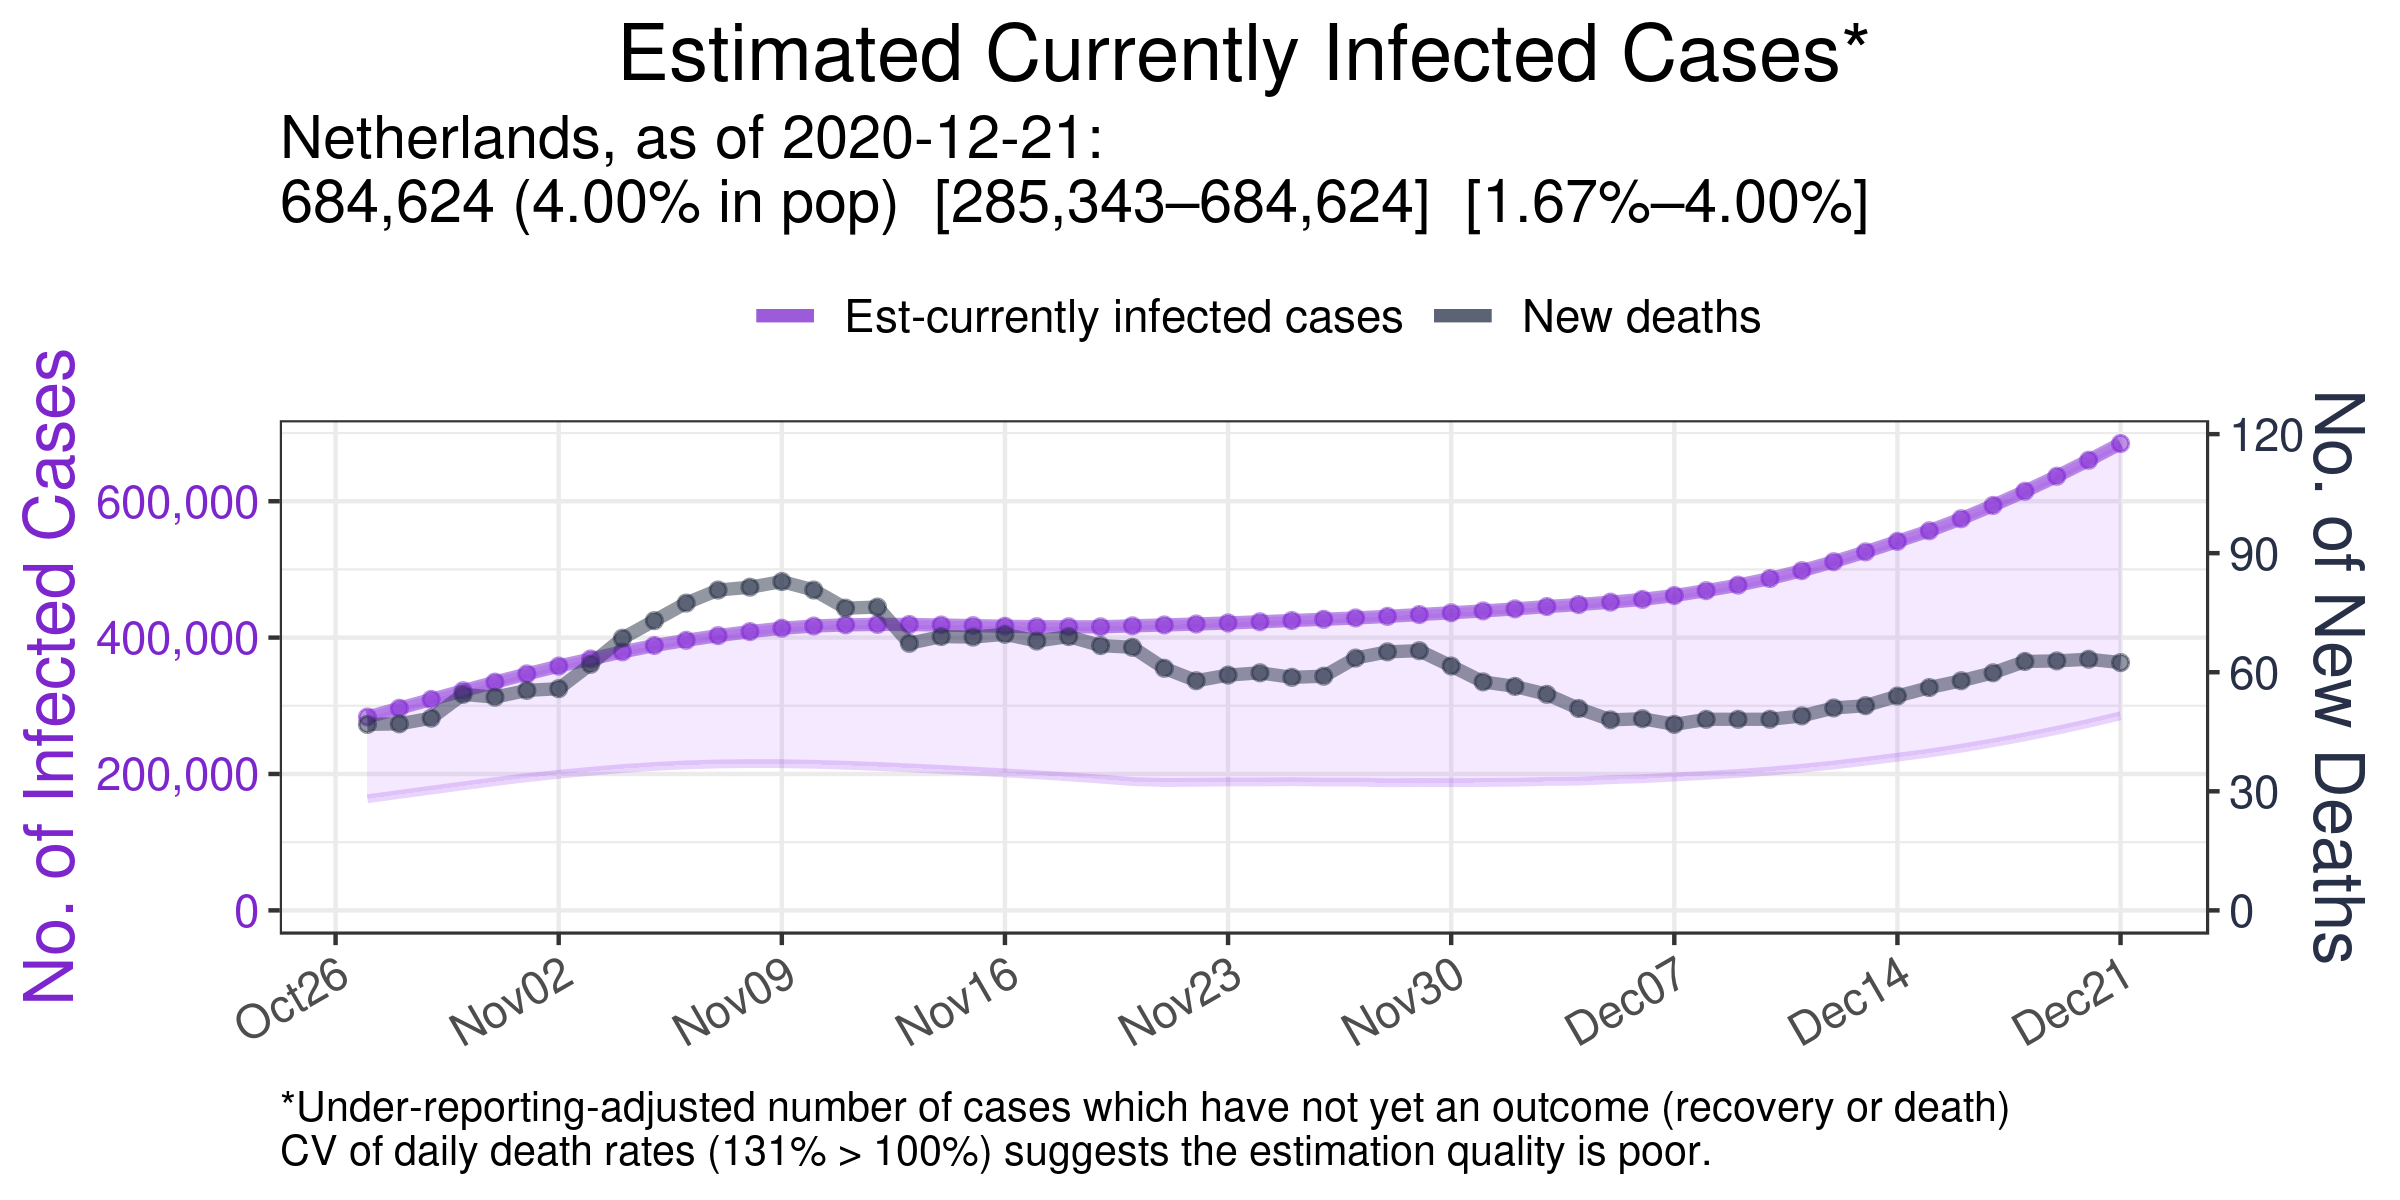 Estimated Currently Infected Cases*
Netherlands, as of 2020-12-21:
684,624 (4.00% in pop)  [285,343–684,624]  [1.67%–4.00%]
Est-currently infected cases
New deaths
No. of Infected Cases
600,000
400,000
200,000
0
120
90
60
30
0
No. of New Deaths
Oct26
Nov02
Nov09
Nov16
Nov23
Nov30
Dec07
Dec14
Dec21
*Under-reporting-adjusted number of cases which have not yet an outcome (recovery or death)
CV of daily death rates (131% > 100%) suggests the estimation quality is poor.